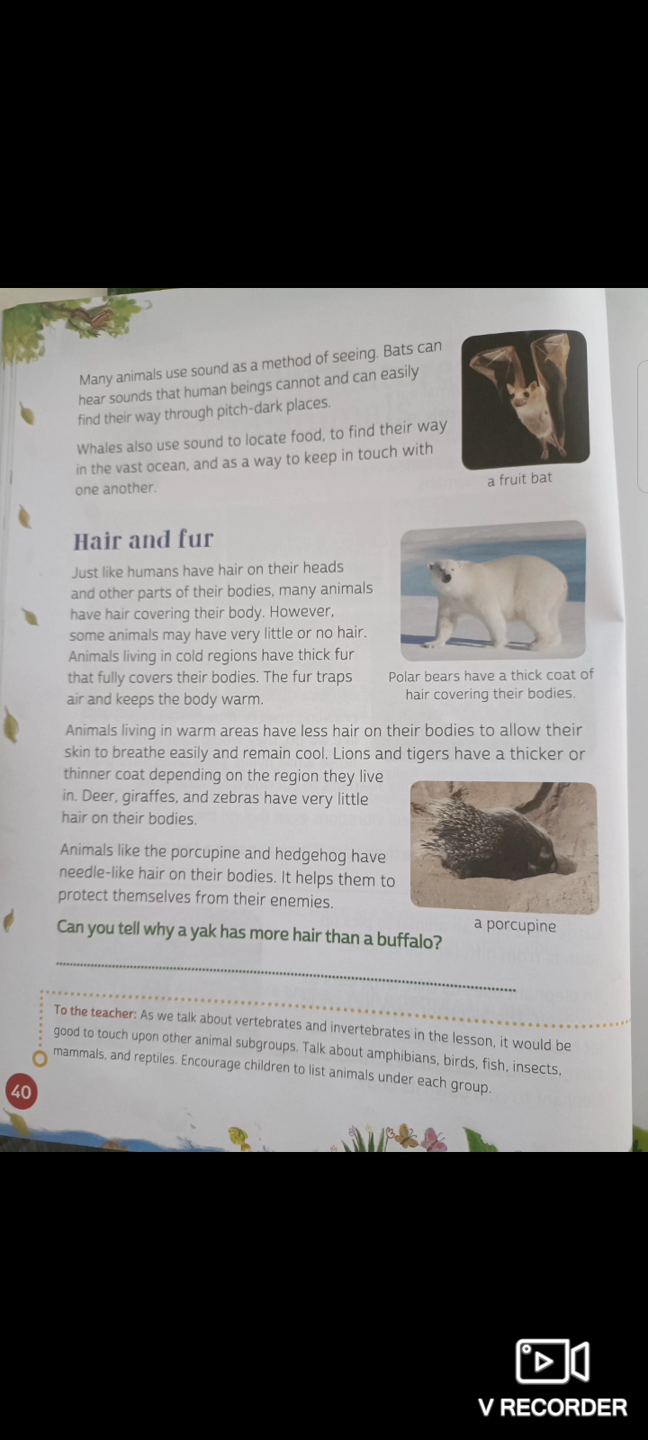 Many animals use sound as a method of seeing. Bats can
hear sounds that human beings cannot and can easily
find their way through pitch-dark places.
Whales also use sound to locate food, to find their way
in the vast ocean, and as a way to keep in touch with
one another.
a fruit bat
Hair and fur
Just like humans have hair on their heads
and other parts of their bodies, many animals
have hair covering their body. However,
some animals may have very little or no hair.
Animals living in cold regions have thick fur
that fully covers their bodies. The fur traps
air and keeps the body warm.
Polar bears have a thick coat of
hair covering their bodies.
Animals living in warm areas have less hair on their bodies to allow their
skin to breathe easily and remain cool. Lions and tigers have a thicker or
thinner coat depending on the region they live
in. Deer, giraffes, and zebras have very little
hair on their bodies.
Animals like the porcupine and hedgehog have
needle-like hair on their bodies. It helps them to
protect themselves from their enemies.
a porcupine
Can you tell why a yak has more hair than a buffalo?
To the teacher: As we talk about vertebrates and invertebrates in the lesson, it would be
good to touch upon other animal subgroups. Talk about amphibians, birds, fish, insects,
mammals, and reptiles. Encourage children to list animals under each group.
40
V RECORDER